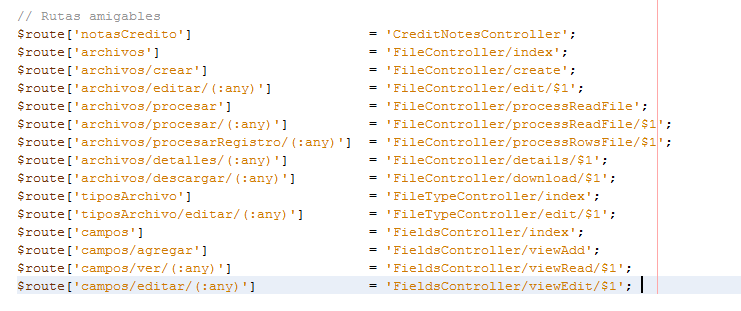 // Rutas amigables
$route['notasCredito'] = 'CreditNotesController';
$route['archivos'] = 'FileController/index';
$route['archivos/crear'] = 'FileController/create';
$route['archivos/editar/(:any)'] = 'FileController/edit/$1';
$route['archivos/procesar'] = 'FileController/processReadFile';
$route['archivos/procesar/(:any)'] = 'FileController/processReadFile/$1';
$route['archivos/procesarRegistro/(:any)'] = 'FileController/processRowsFile/$1';
$route['archivos/detalles/(:any)'] = 'FileController/details/$1';
$route['archivos/descargar/(:any)'] = 'FileController/download/$1';
$route['tiposArchivo'] = 'FileTypeController/index';
$route['tiposArchivo/editar/(:any)'] = 'FileTypeController/edit/$1';
$route['campos'] = 'FieldsController/index';
$route['campos/agregar'] = 'FieldsController/viewAdd';
$route['campos/ver/(:any)'] = 'FieldsController/viewRead/$1';
$route['campos/editar/(:any)'] = 'FieldsController/viewEdit/$1';